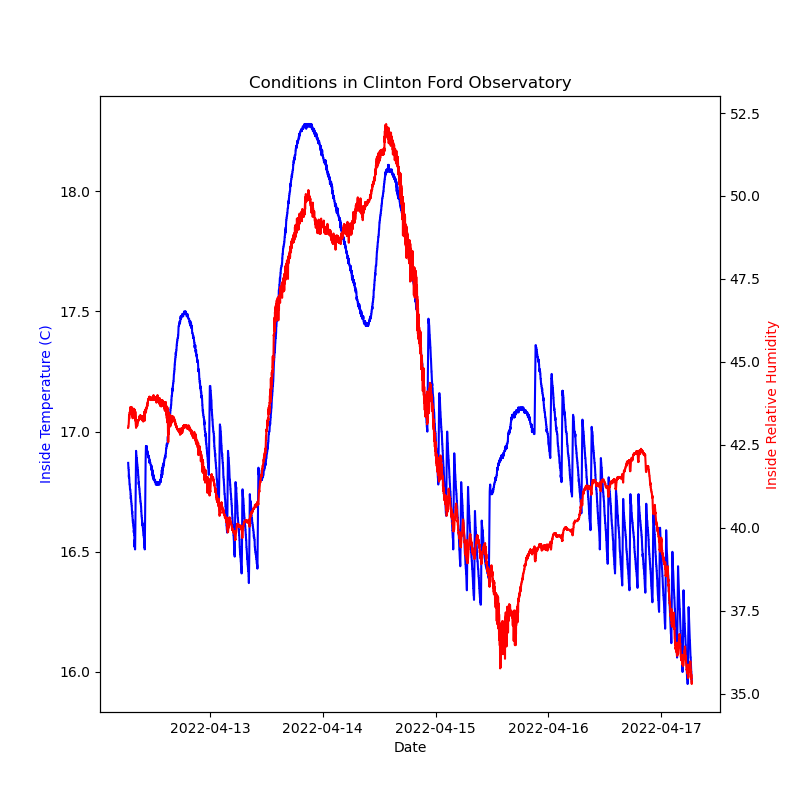 Conditions in Clinton Ford Observatory
Inside Temperature (C)
18.0
17.5
17.0
16.5
16.0
52.5
50.0
47.5
45.0
42.5
40.0
37.5
35.0
Inside Relative Humidity
2022-04-13 2022-04-14 2022-04-15 2022-04-16 2022-04-17
Date